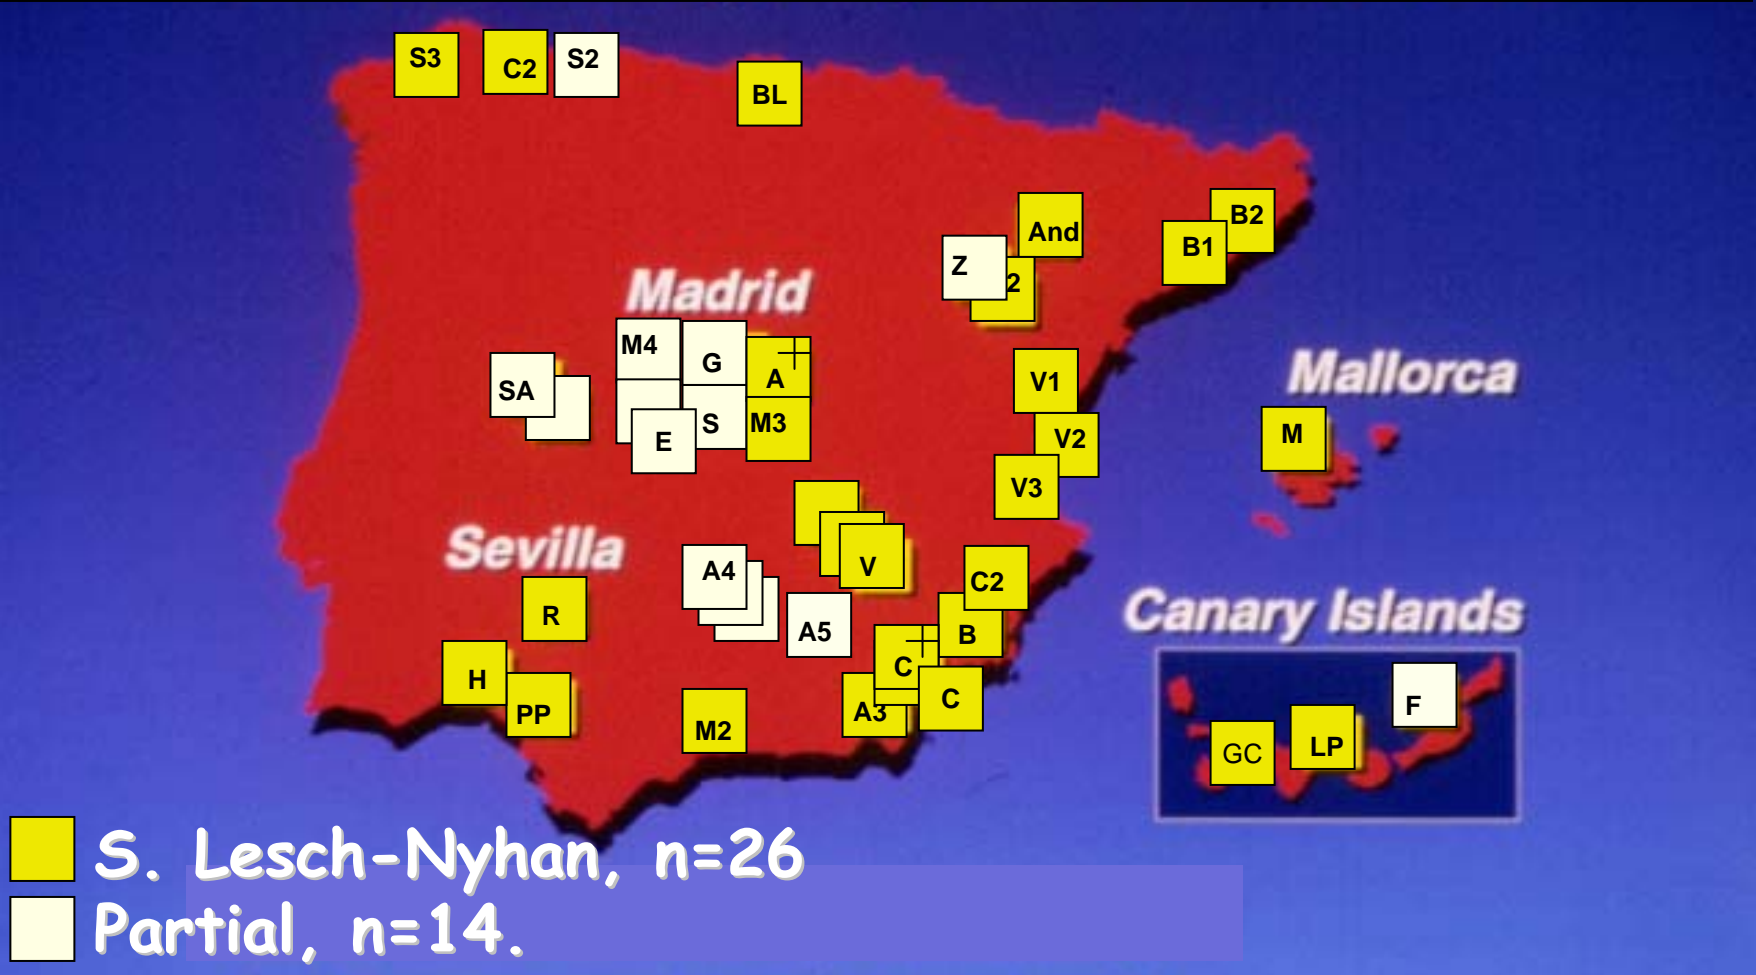 S3
C2
S2
BL
And
B2
B1
Z
2
Madrid
M4
G
A
SA
E
S
M3
V1
V2
V3
Mallorca
M
Sevilla
V
A4
A5
C2
B
R
C
H
PP
M2
A3
C
Canary Islands
F
GC
LP
S. Lesch-Nyhan, n=26
Partial, n=14.